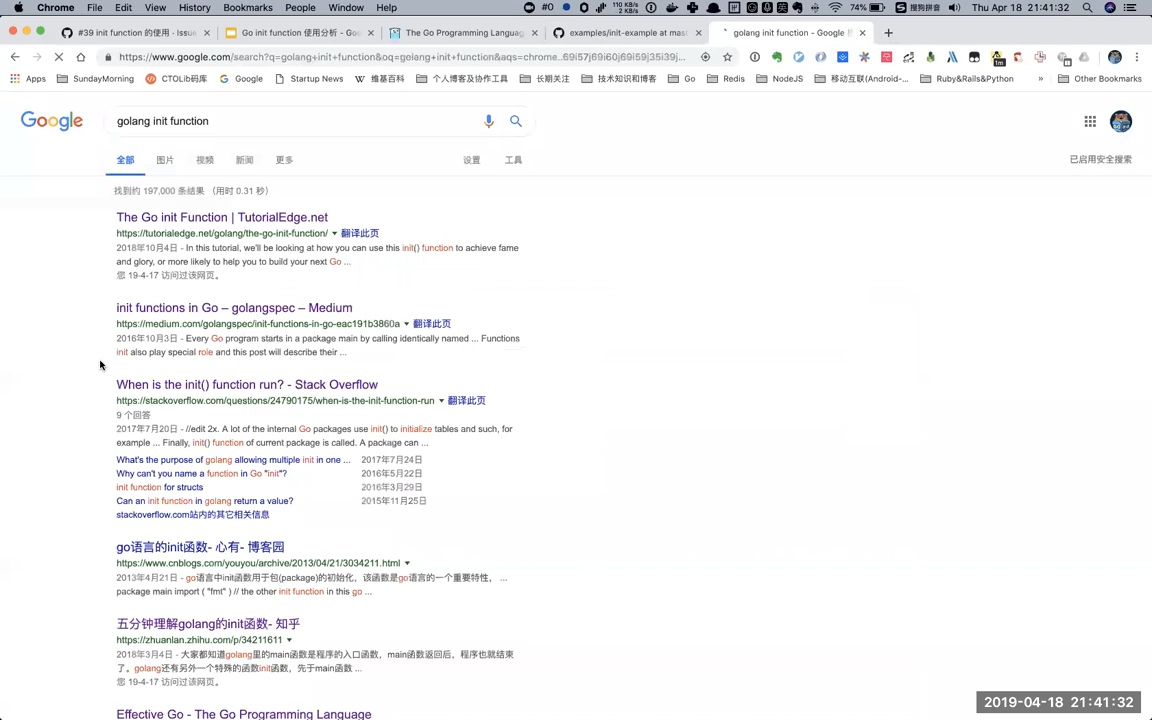 Chrome File Edit View History Bookmarks People Window Help #0 110 KB/s 2 KB/s 74% 搜狗拼音 Thu Apr 18 21:41:32
#39 init function 的使用 - Issue × Go init function 使用分析 - Go × The Go Programming Language × examples/init-example at mas × golang init function - Google ×
https://www.google.com/search?q=golang+init+function&oq=gelang+init+function&aqs=chrome..69i57j69i60j69i59j35i39...
Apps SundayMorning CTOLib码库 Google Startup News 维基百科 个人博客及协作工具 长期关注 技术知识和博客 Go Redis NodeJS 移动互联(Android-... Ruby&Rails&Python » Other Bookmarks
Google golang init function
全部 图片 视频 新闻 更多 设置 工具 已启用安全搜索
找到约 197,000 条结果 (用时 0.31 秒)
The Go init Function | TutorialEdge.net
https://tutorialedge.net/golang/the-go-init-function/ 翻译此页
2018年10月4日 - In this tutorial, we'll be looking at how you can use this init() function to achieve fame
and glory, or more likely to help you to build your next Go ...
您 19-4-17 访问过该网页。
init functions in Go – golangspec – Medium
https://medium.com/golangspec/init-functions-in-go-eac191b3860a 翻译此页
2016年10月3日 - Every Go program starts in a package main by calling identically named ... Functions
init also play special role and this post will describe their ...
When is the init() function run? - Stack Overflow
https://stackoverflow.com/questions/24790175/when-is-the-init-function-run 翻译此页
9 个回答
2017年7月20日 - //edit 2x. A lot of the internal Go packages use init() to initialize tables and such, for
example ... Finally, init() function of current package is called. A package can ...
What's the purpose of golang allowing multiple init in one ... 2017年7月24日
Why can't you name a function in Go "init"? 2016年5月22日
init function for structs 2016年3月29日
Can an init function in golang return a value? 2015年11月25日
stackoverflow.com站内的其它相关信息
go语言的init函数- 心有- 博客园
https://www.cnblogs.com/youyou/archive/2013/04/21/3034211.html
2013年4月21日 - go语言中init函数用于包(package)的初始化，该函数是go语言的一个重要特性， ...
package main import ( "fmt" ) // the other init function in this go ...
五分钟理解golang的init函数- 知乎
https://zhuanlan.zhihu.com/p/34211611
2018年3月4日 - 大家都知道golang里的main函数是程序的入口函数，main函数返回后，程序也就结束
了。golang还有另外一个特殊的函数init函数，先于main函数 ...
您 19-4-17 访问过该网页。
Effective Go - The Go Programming Language
2019-04-18 21:41:32